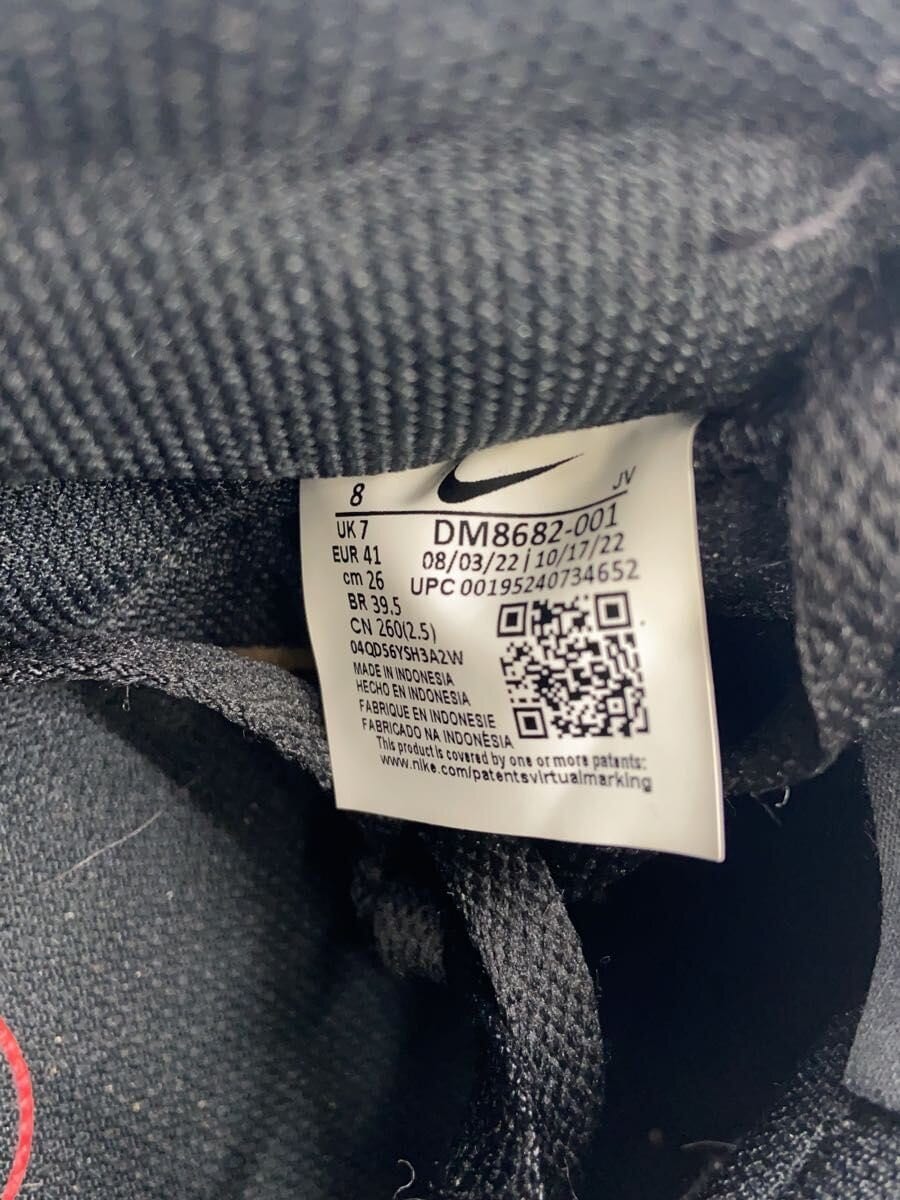 8
JV
UK 7
DM8682-001
EUR 41
08/03/22 | 10/17/22
cm 26
UPC 00195240734652
BR 39.5
CN 260(2.5)
04QD56YSH3A2W
MADE IN INDONESIA
HECHO EN INDONESIA
FABRIQUE EN INDONESIE
FABRICADO NA INDONÉSIA
This product is covered by one or more patents:
www.nike.com/patentsvirtualmarking